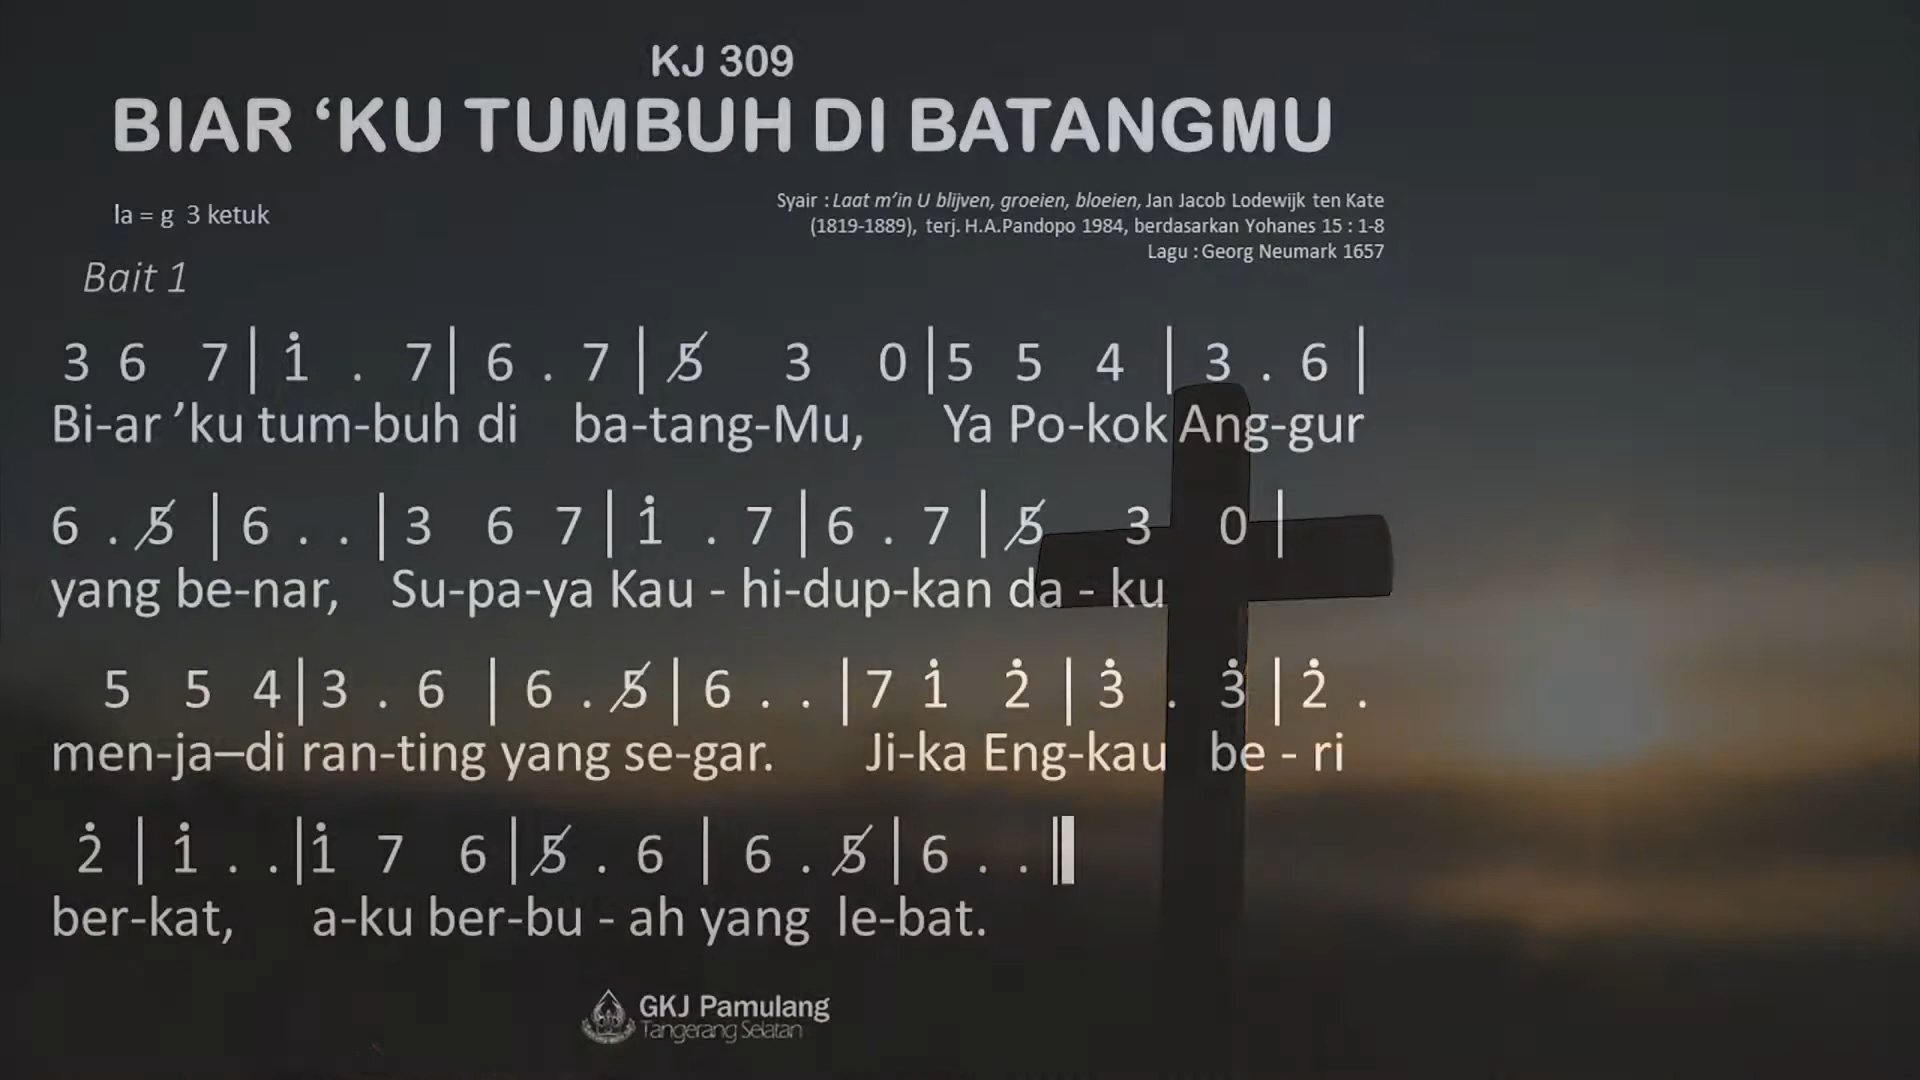 KJ 309
BIAR ‘KU TUMBUH DI BATANGMU
la = g 3 ketuk
Syair : Laat m’in U blijven, groeien, bloeien, Jan Jacob Lodewijk ten Kate
(1819-1889), terj. H.A.Pandopo 1984, berdasarkan Yohanes 15 : 1-8
Lagu : Georg Neumark 1657
Bait 1
3 6 7 | 1̇ . 7 | 6 . 7 | 5̸ 3 0 | 5 5 4 | 3 . 6 |
Bi-ar ’ku tum-buh di ba-tang-Mu, Ya Po-kok Ang-gur
6 . 5̸ | 6 . . | 3 6 7 | 1̇ . 7 | 6 . 7 | 5̸ 3 0 |
yang be-nar, Su-pa-ya Kau - hi-dup-kan da - ku
5 5 4 | 3 . 6 | 6 . 5̸ | 6 . . | 7 1̇ 2̇ | 3̇ . 3̇ | 2̇ .
men-ja–di ran-ting yang se-gar. Ji-ka Eng-kau be - ri
2̇ | 1̇ . . | 1̇ 7 6 | 5̸ . 6 | 6 . 5̸ | 6 . . ‖
ber-kat, a-ku ber-bu - ah yang le-bat.
GKJ Pamulang
Tangerang Selatan